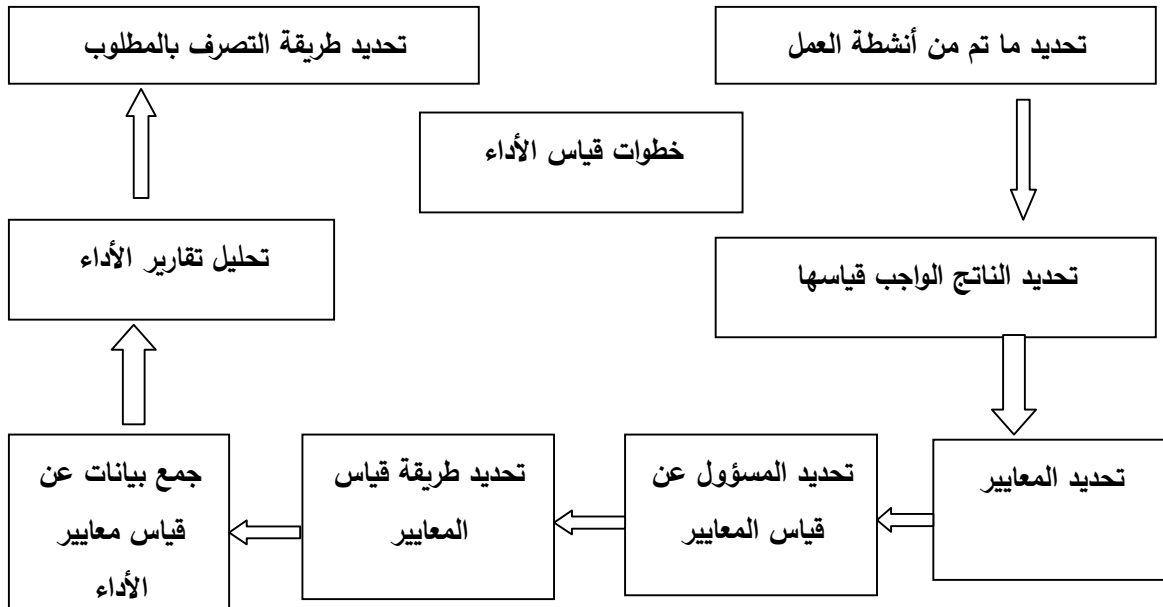 تحديد ما تم من أنشطة العمل
تحديد طريقة التصرف بالمطلوب
خطوات قياس الأداء
تحديد الناتج الواجب قياسها
تحليل تقارير الأداء
تحديد المعايير
تحديد المسؤول عن
قياس المعايير
تحديد طريقة قياس
المعايير
جمع بيانات عن
قياس معايير
الأداء